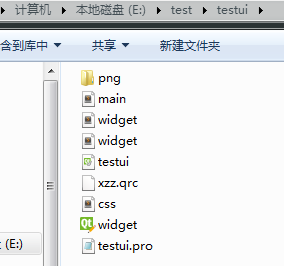 计算机 本地磁盘 (E:) test testui
含到库中 共享 新建文件夹
png
main
widget
widget
testui
xzz.qrc
css
widget
testui.pro
(E:)